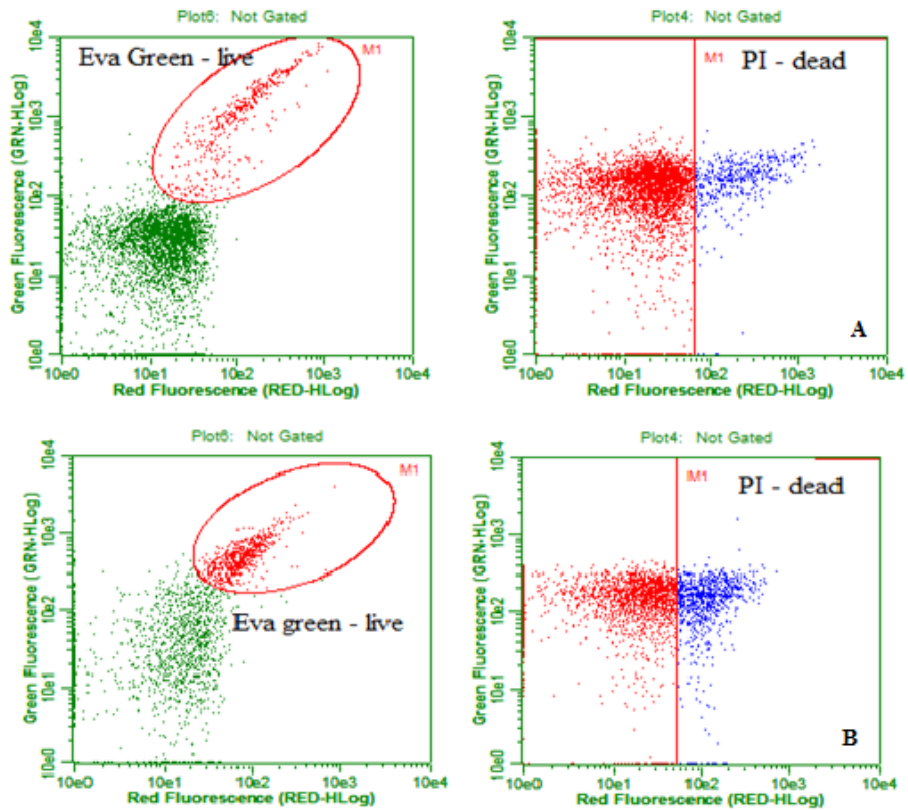 Plot6: Not Gated
Eva Green - live
M1
Green Fluorescence (GRN-HLog)
10e4
10e3
10e2
10e1
10e0
10e0 10e1 10e2 10e3 10e4
Red Fluorescence (RED-HLog)
Plot4: Not Gated
M1
PI - dead
Green Fluorescence (GRN-HLog)
10e4
10e3
10e2
10e1
10e0
A
10e0 10e1 10e2 10e3 10e4
Red Fluorescence (RED-HLog)
Plot6: Not Gated
M1
Eva green - live
Green Fluorescence (GRN-HLog)
10e4
10e3
10e2
10e1
10e0
10e0 10e1 10e2 10e3 10e4
Red Fluorescence (RED-HLog)
Plot4: Not Gated
M1
PI - dead
Green Fluorescence (GRN-HLog)
10e4
10e3
10e2
10e1
10e0
B
10e0 10e1 10e2 10e3 10e4
Red Fluorescence (RED-HLog)